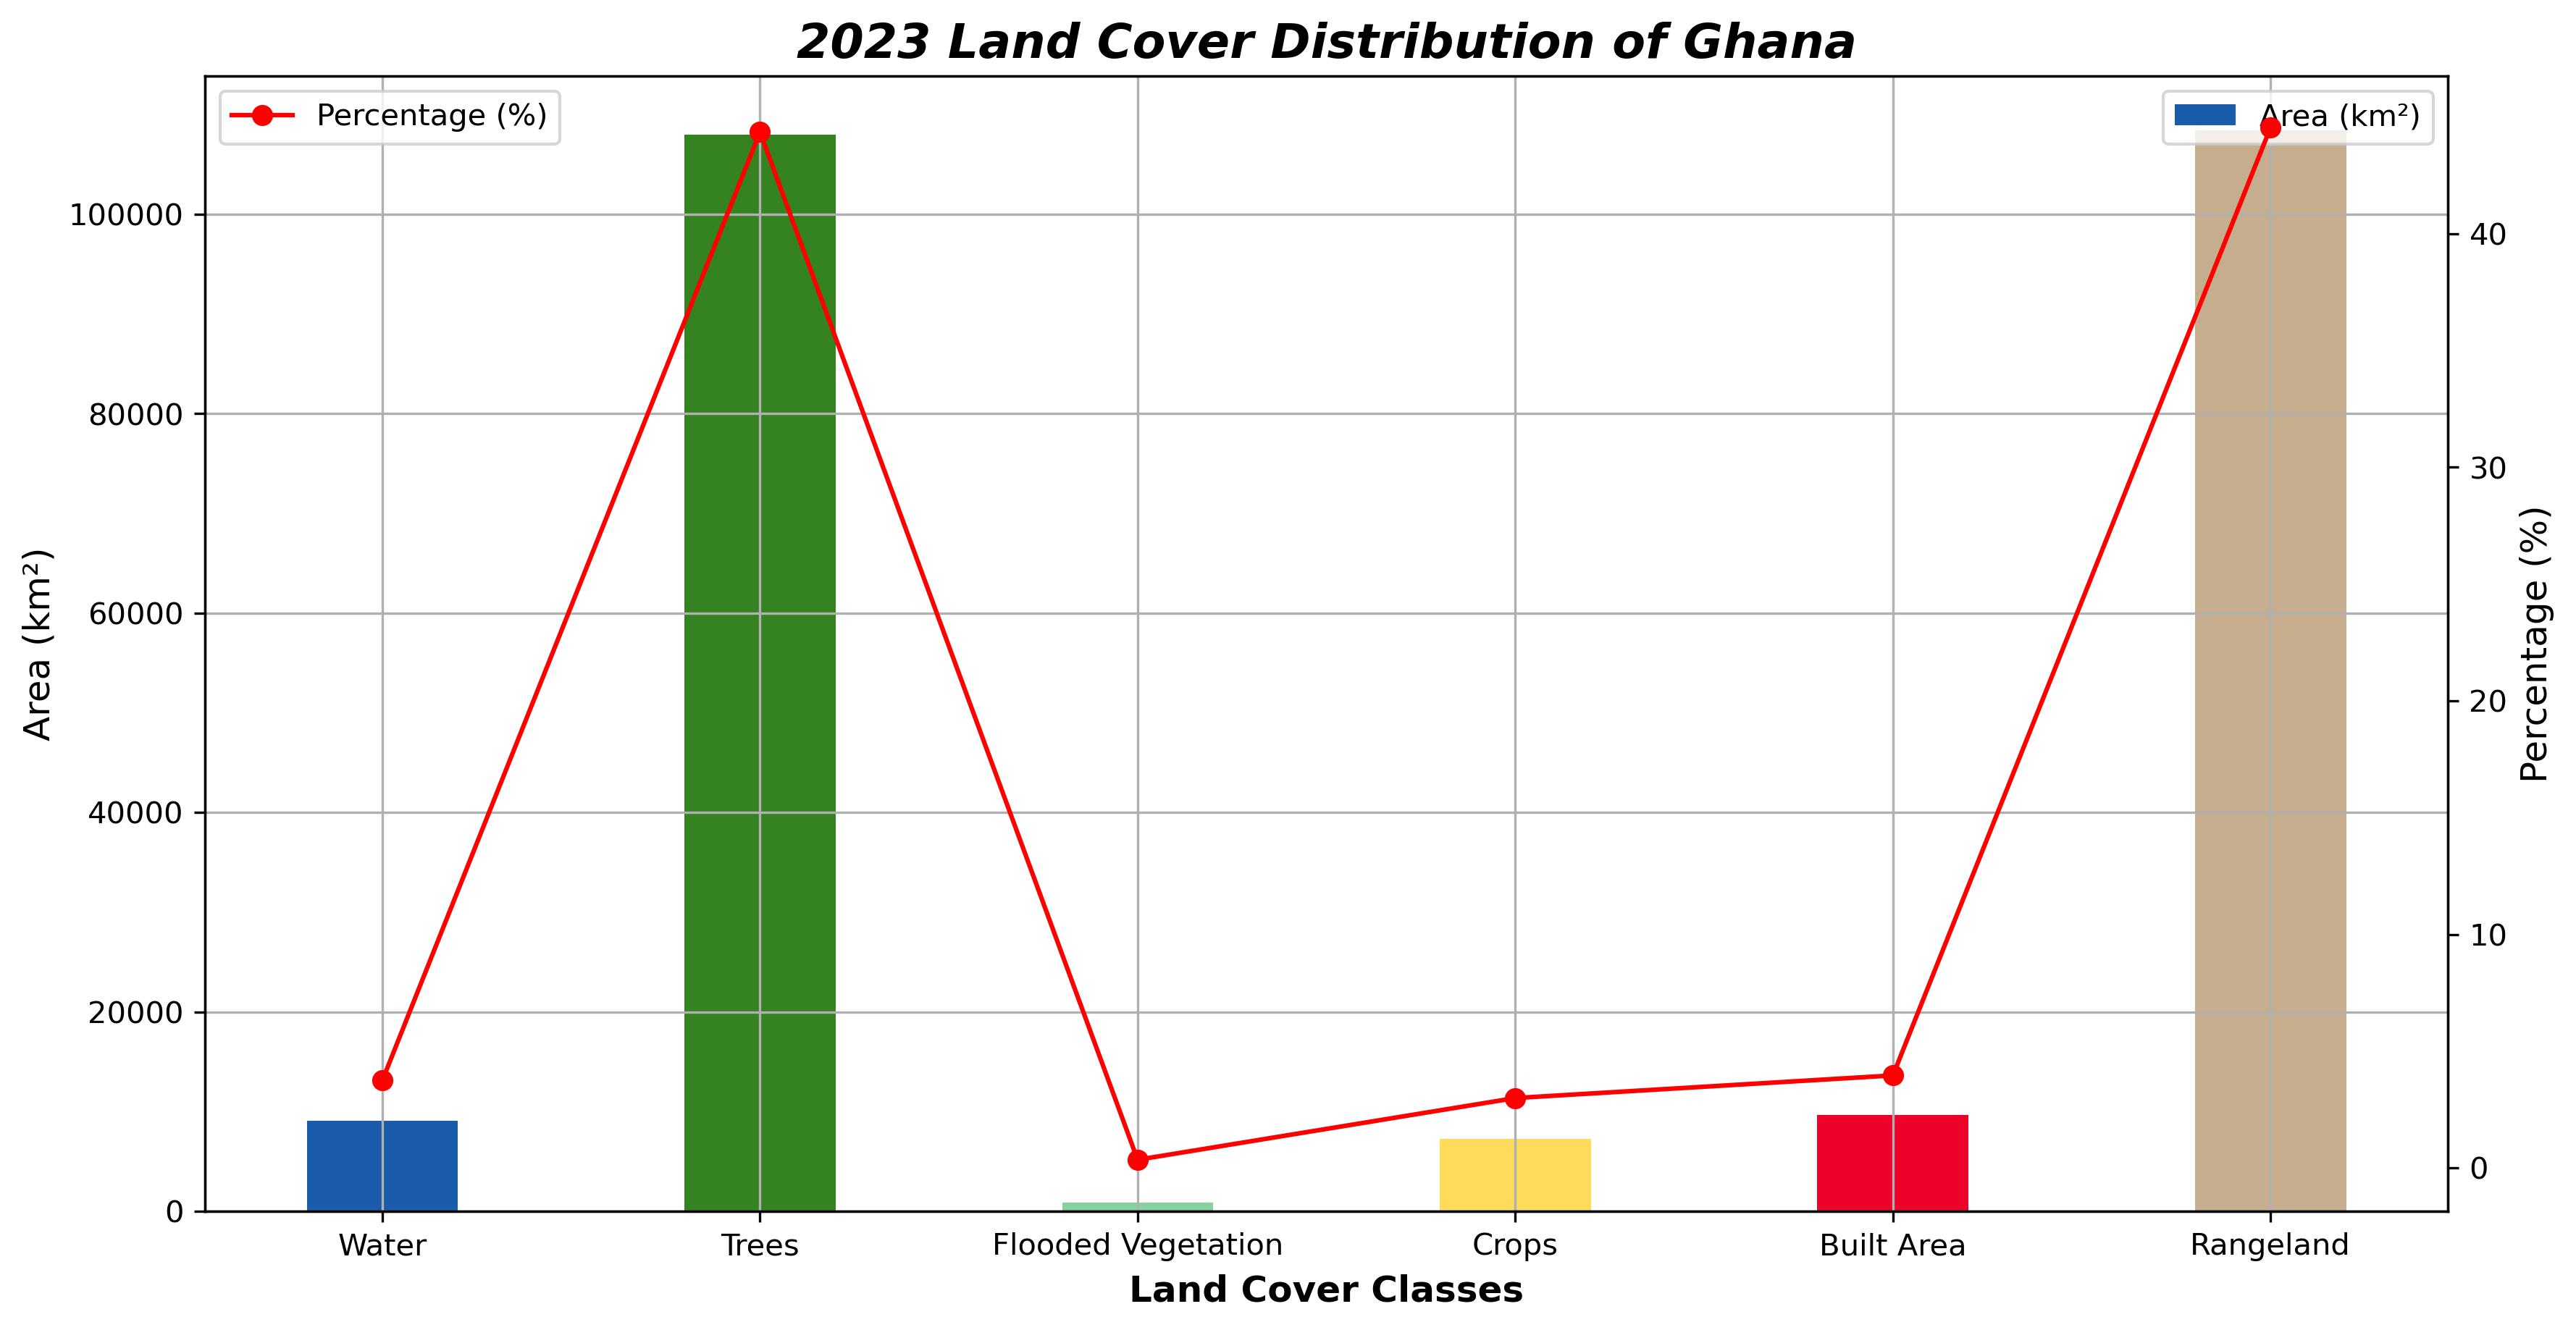 2023 Land Cover Distribution of Ghana
Percentage (%)
Area (km²)
Area (km²)
100000
80000
60000
40000
20000
0
40
30
20
10
0
Percentage (%)
Water
Trees
Flooded Vegetation
Crops
Built Area
Rangeland
Land Cover Classes